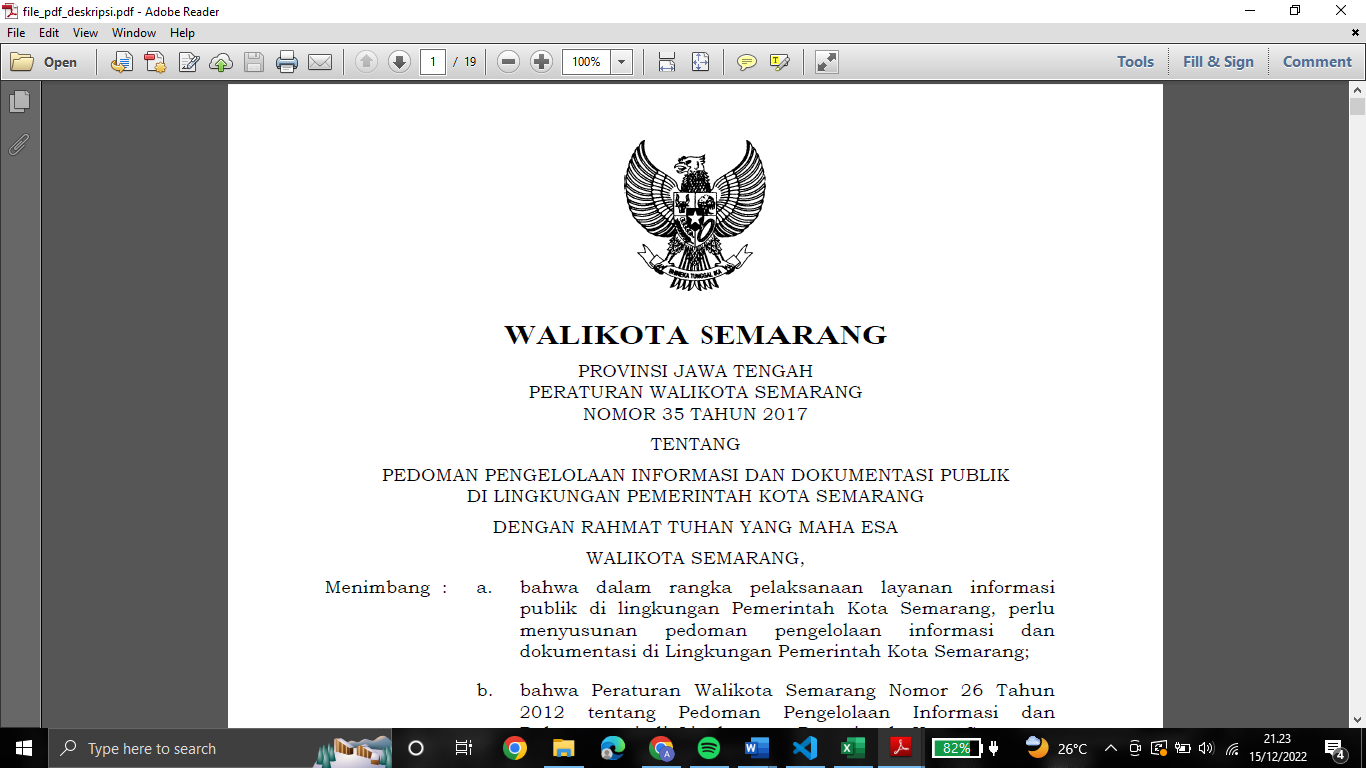 file_pdf_deskripsi.pdf - Adobe Reader
File Edit View Window Help
Open 1 / 19 100% Tools Fill & Sign Comment
BHINNEKA TUNGGAL IKA
WALIKOTA SEMARANG
PROVINSI JAWA TENGAH
PERATURAN WALIKOTA SEMARANG
NOMOR 35 TAHUN 2017
TENTANG
PEDOMAN PENGELOLAAN INFORMASI DAN DOKUMENTASI PUBLIK
DI LINGKUNGAN PEMERINTAH KOTA SEMARANG
DENGAN RAHMAT TUHAN YANG MAHA ESA
WALIKOTA SEMARANG,
Menimbang : a. bahwa dalam rangka pelaksanaan layanan informasi
publik di lingkungan Pemerintah Kota Semarang, perlu
menyusunan pedoman pengelolaan informasi dan
dokumentasi di Lingkungan Pemerintah Kota Semarang;
b. bahwa Peraturan Walikota Semarang Nomor 26 Tahun
2012 tentang Pedoman Pengelolaan Informasi dan
Type here to search 82% 26°C 21.23
15/12/2022 4